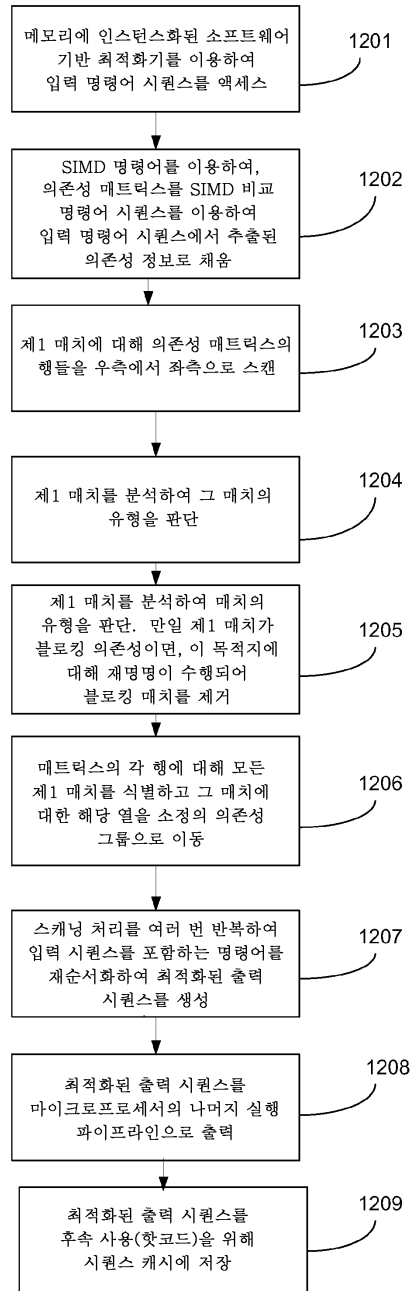 메모리에 인스턴스화된 소프트웨어
기반 최적화기를 이용하여
입력 명령어 시퀀스를 액세스
1201
SIMD 명령어를 이용하여,
의존성 매트릭스를 SIMD 비교
명령어 시퀀스를 이용하여
입력 명령어 시퀀스에서 추출된
의존성 정보로 채움
1202
제1 매치에 대해 의존성 매트릭스의
행들을 우측에서 좌측으로 스캔
1203
제1 매치를 분석하여 그 매치의
유형을 판단
1204
제1 매치를 분석하여 매치의
유형을 판단. 만일 제1 매치가
블로킹 의존성이면, 이 목적지에
대해 재명명이 수행되어
블로킹 매치를 제거
1205
매트릭스의 각 행에 대해 모든
제1 매치를 식별하고 그 매치에
대한 해당 열을 소정의 의존성
그룹으로 이동
1206
스캐닝 처리를 여러 번 반복하여
입력 시퀀스를 포함하는 명령어를
재순서화하여 최적화된 출력
시퀀스를 생성
1207
최적화된 출력 시퀀스를
마이크로프로세서의 나머지 실행
파이프라인으로 출력
1208
최적화된 출력 시퀀스를
후속 사용(핫코드)을 위해
시퀀스 캐시에 저장
1209